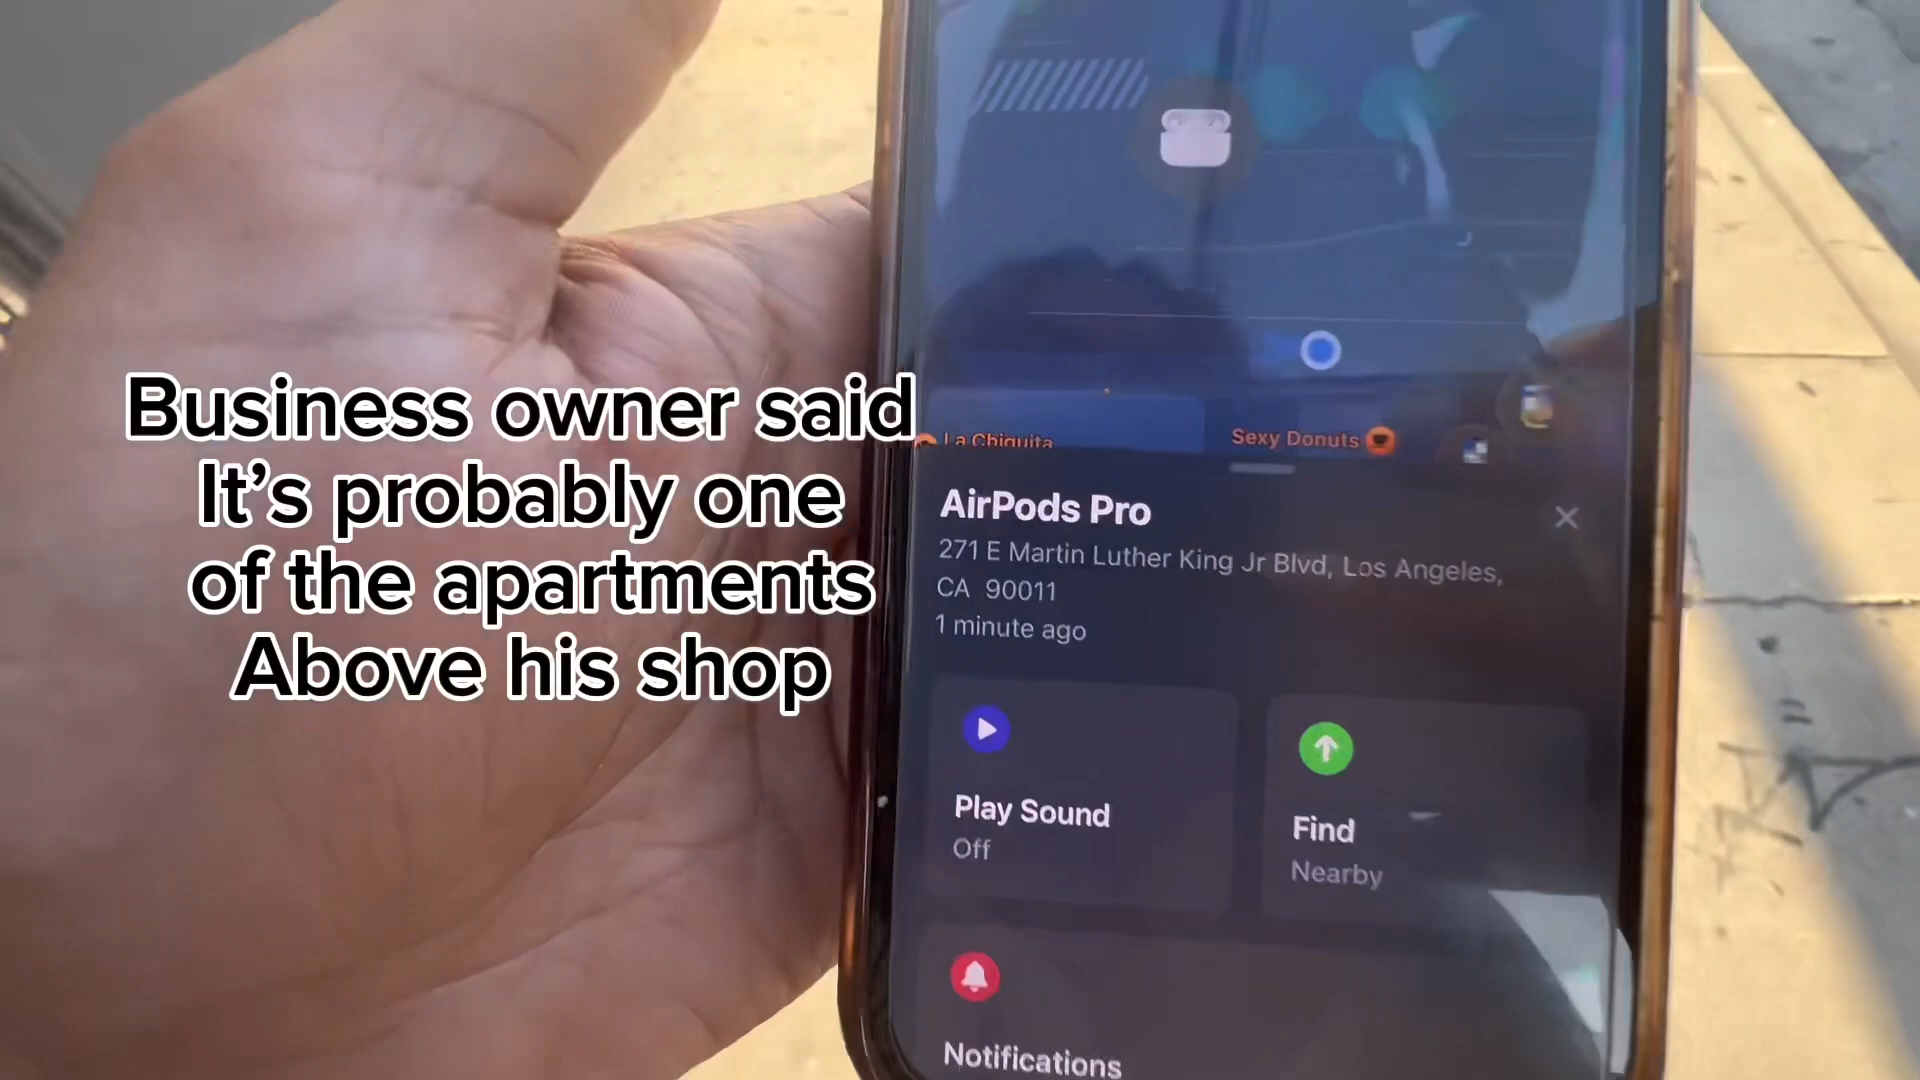 Business owner said
It's probably one
of the apartments
Above his shop
La Chiquita
Sexy Donuts
AirPods Pro
271 E Martin Luther King Jr Blvd, Los Angeles,
CA 90011
1 minute ago
Play Sound
Off
Find
Nearby
Notifications